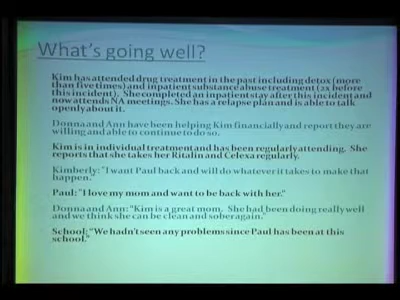 What's going well?
Kim has attended drug treatment in the past including detox (more
than five times) and inpatient substance abuse treatment (2x before
this incident). She completed an inpatient stay after this incident and
now attends NA meetings. She has a relapse plan and is able to talk
openly about it.
Donna and Ann have been helping Kim financially and report they are
willing and able to continue to do so.
Kim is in individual treatment and has been regularly attending. She
reports that she takes her Ritalin and Celexa regularly.
Kimberly: "I want Paul back and will do whatever it takes to make that
happen."
Paul: "I love my mom and want to be back with her."
Donna and Ann: "Kim is a great mom. She had been doing really well
and we think she can be clean and sober again."
School: "We hadn't seen any problems since Paul has been at this
school."